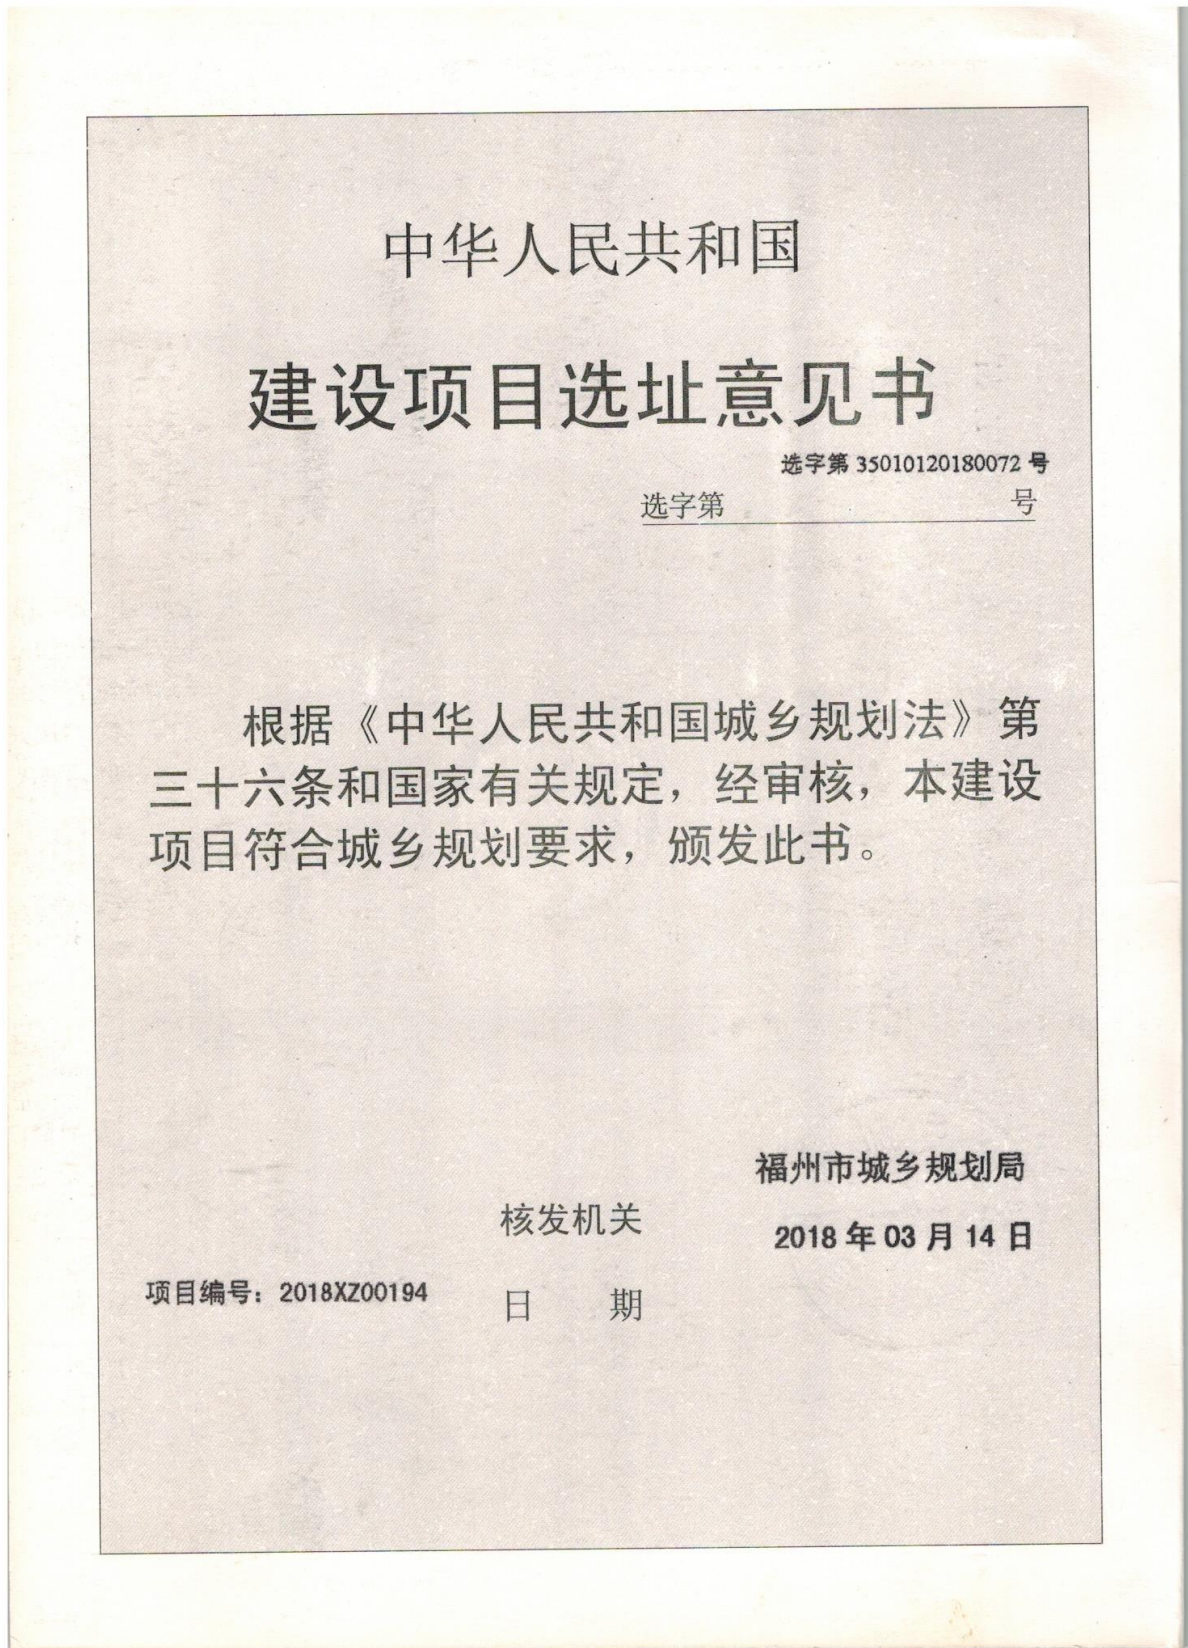 中华人民共和国
建设项目选址意见书
选字第 35010120180072 号
选字第 号
根据《中华人民共和国城乡规划法》第
三十六条和国家有关规定，经审核，本建设
项目符合城乡规划要求，颁发此书。
福州市城乡规划局
核发机关
2018 年 03 月 14 日
项目编号：2018XZ00194
日 期